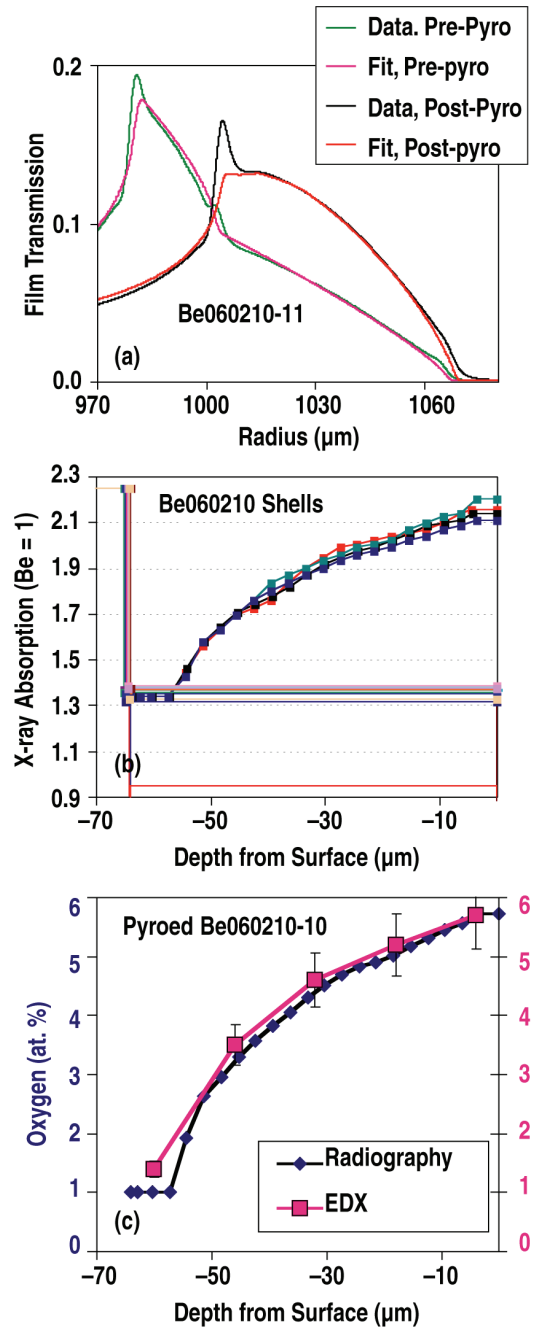 Data. Pre-Pyro
Fit, Pre-pyro
Data, Post-Pyro
Fit, Post-pyro
0.2
0.1
0.0
Film Transmission
Be060210-11
(a)
970 1000 1030 1060
Radius (µm)
2.3
2.1
1.9
1.7
1.5
1.3
1.1
0.9
X-ray Absorption (Be = 1)
Be060210 Shells
(b)
–70 –50 –30 –10
Depth from Surface (µm)
6 6
5 5
4 4
3 3
2 2
1 1
0 0
Oxygen (at. %)
Pyroed Be060210-10
Radiography
EDX
(c)
–70 –50 –30 –10
Depth from Surface (µm)